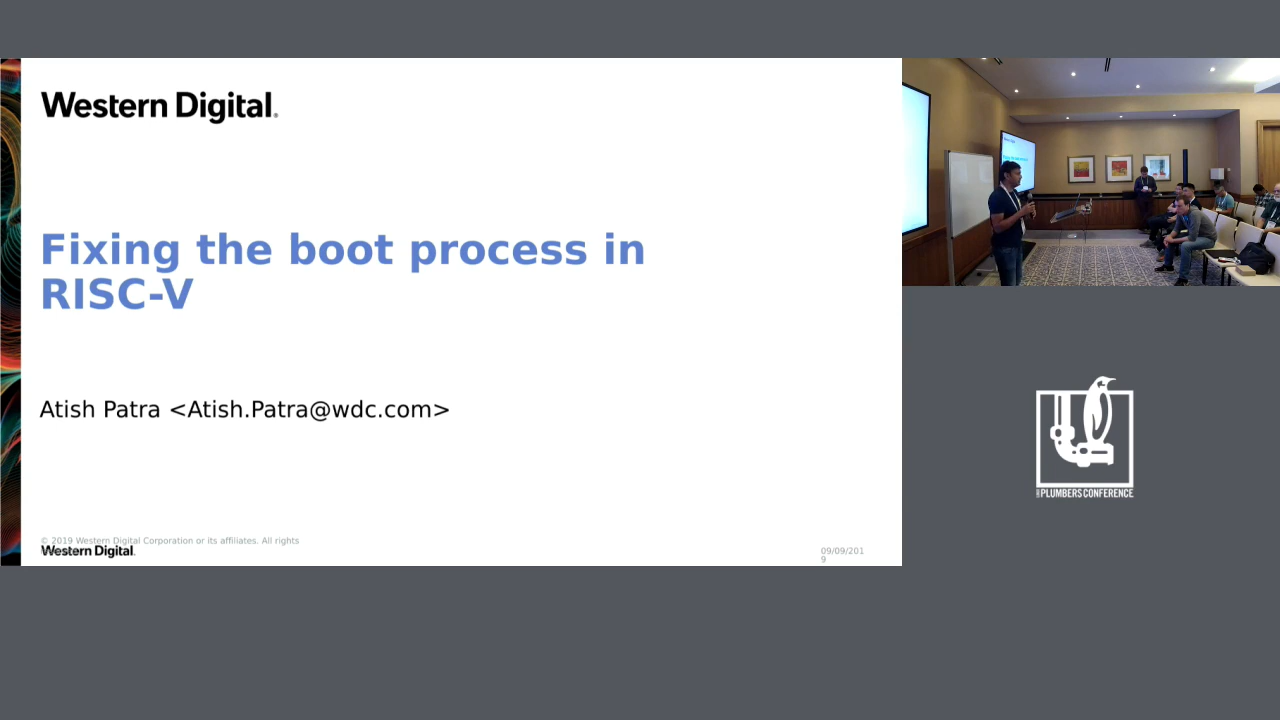 Western Digital.
Fixing the boot process in
RISC-V
Atish Patra <Atish.Patra@wdc.com>
© 2019 Western Digital Corporation or its affiliates. All rights
Western Digital.
09/09/201
9
PLUMBERS CONFERENCE